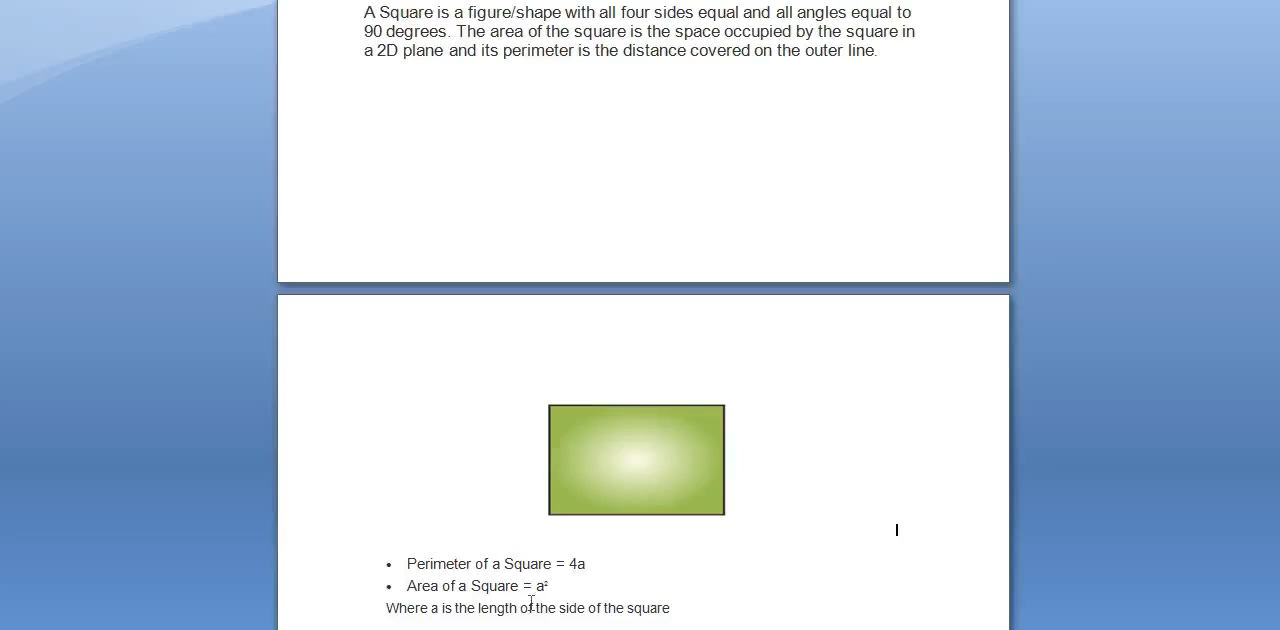 A Square is a figure/shape with all four sides equal and all angles equal to
90 degrees. The area of the square is the space occupied by the square in
a 2D plane and its perimeter is the distance covered on the outer line.
• Perimeter of a Square = 4a
• Area of a Square = a²
Where a is the length of the side of the square